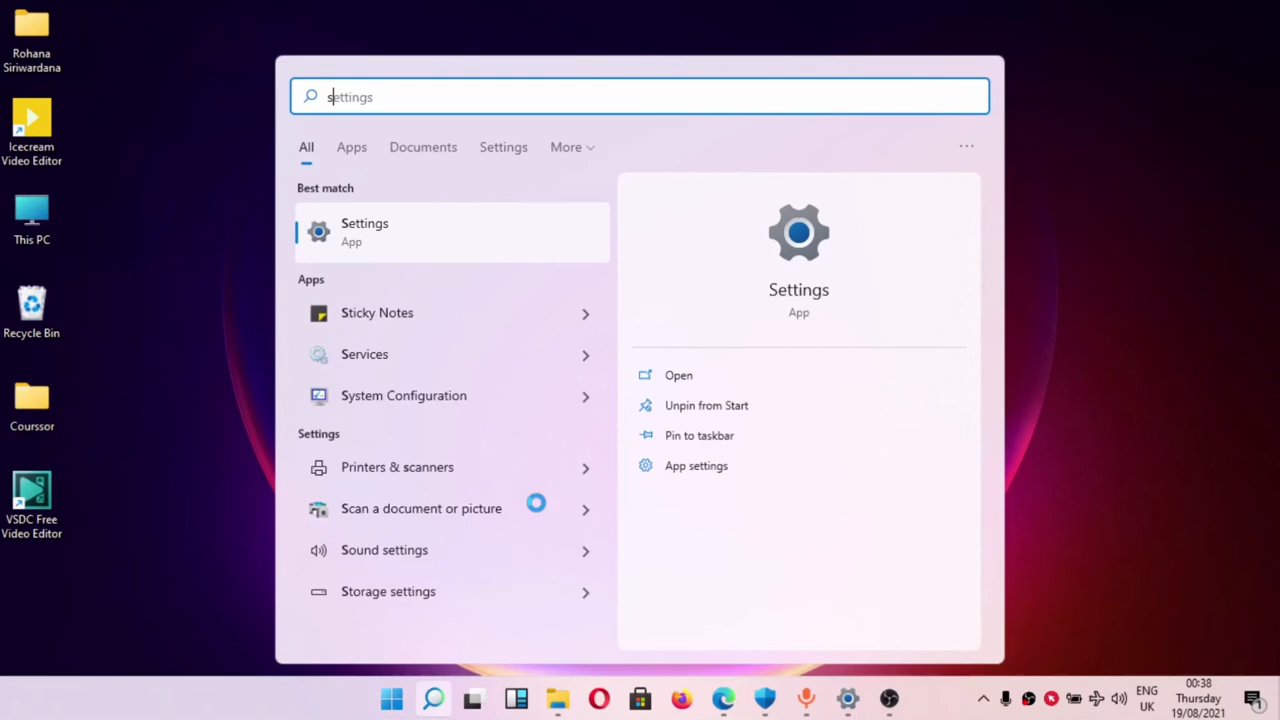 Rohana
Siriwardana
Icecream
Video Editor
This PC
Recycle Bin
Courssor
VSDC Free
Video Editor
settings
All Apps Documents Settings More
Best match
Settings
App
Apps
Sticky Notes
Services
System Configuration
Settings
Printers & scanners
Scan a document or picture
Sound settings
Storage settings
Settings
App
Open
Unpin from Start
Pin to taskbar
App settings
ENG
UK
00:38
Thursday
19/08/2021
1